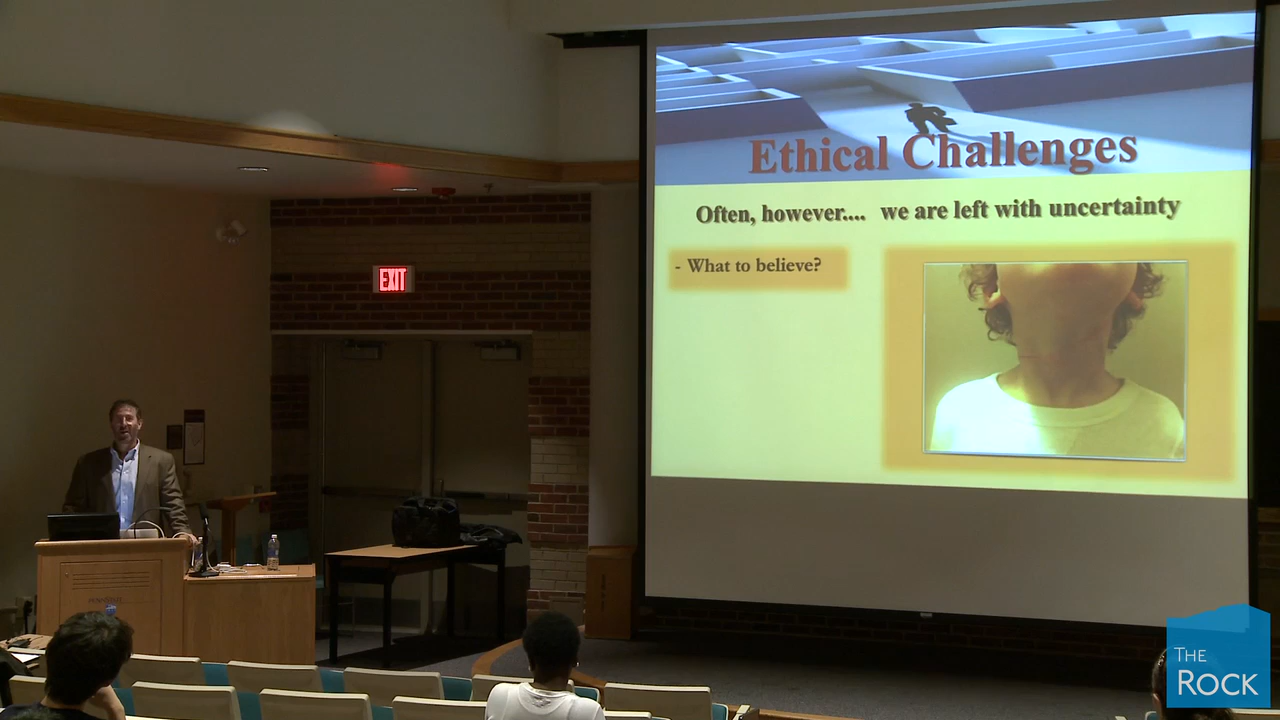 Ethical Challenges
Often, however.... we are left with uncertainty
- What to believe?
EXIT
THE
ROCK